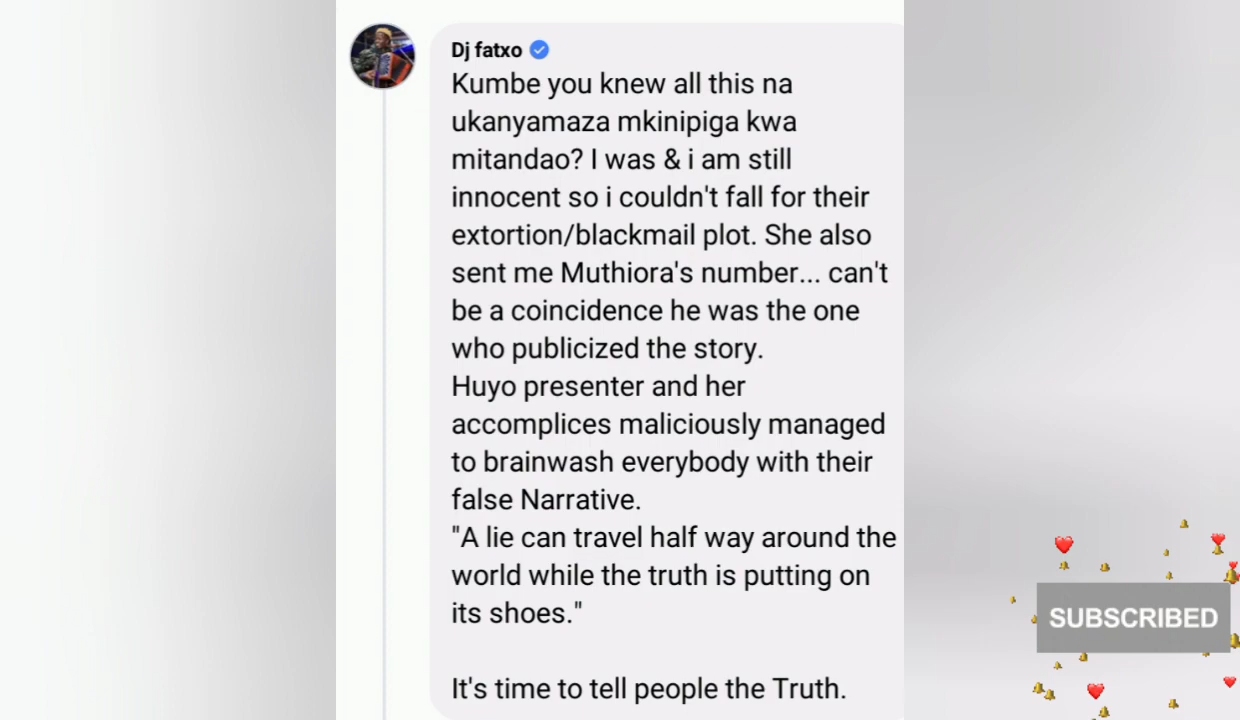 Dj fatxo
Kumbe you knew all this na
ukanyamaza mkinipiga kwa
mitandao? I was & i am still
innocent so i couldn't fall for their
extortion/blackmail plot. She also
sent me Muthiora's number... can't
be a coincidence he was the one
who publicized the story.
Huyo presenter and her
accomplices maliciously managed
to brainwash everybody with their
false Narrative.
"A lie can travel half way around the
world while the truth is putting on
its shoes."
It's time to tell people the Truth.
SUBSCRIBED